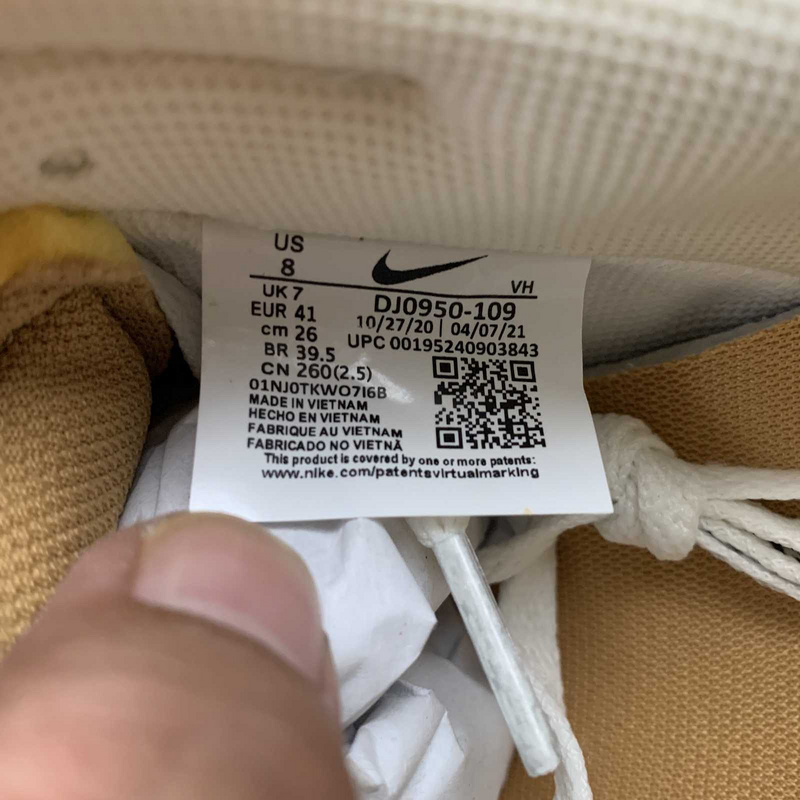 US
8
VH
UK 7
DJ0950-109
EUR 41
10/27/20 | 04/07/21
cm 26
UPC 00195240903843
BR 39.5
CN 260(2.5)
01NJ0TKWO7I6B
MADE IN VIETNAM
HECHO EN VIETNAM
FABRIQUE AU VIETNAM
FABRICADO NO VIETNÃ
This product is covered by one or more patents:
www.nike.com/patentsvirtualmarking